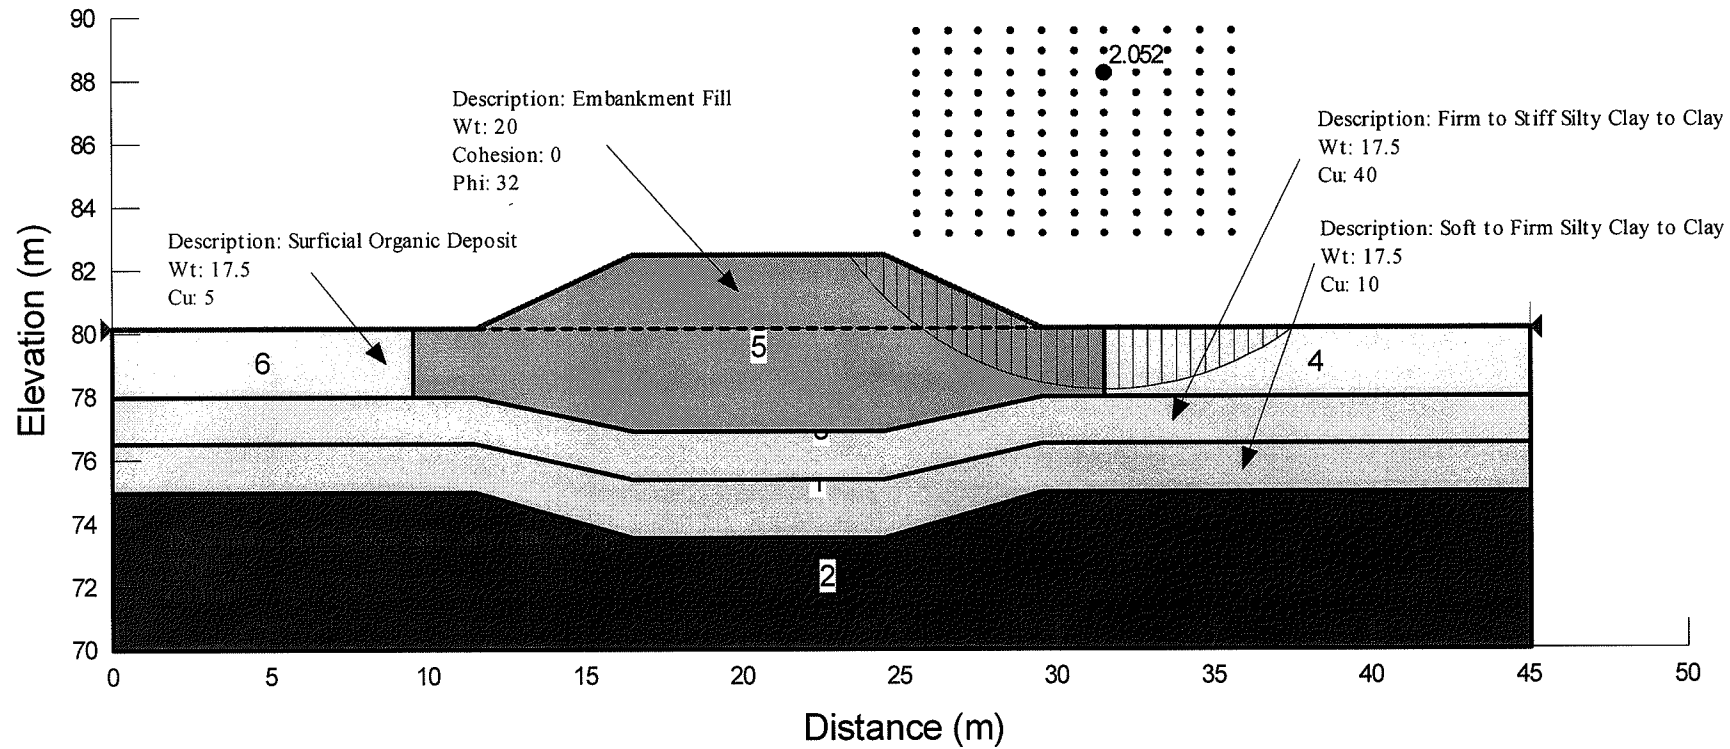 90
88
86
84
82
80
78
76
74
72
70
Elevation (m)
2.052
Description: Embankment Fill
Wt: 20
Cohesion: 0
Phi: 32
Description: Firm to Stiff Silty Clay to Clay
Wt: 17.5
Cu: 40
Description: Surficial Organic Deposit
Wt: 17.5
Cu: 5
Description: Soft to Firm Silty Clay to Clay
Wt: 17.5
Cu: 10
6
5
4
2
0
5
10
15
20
25
30
35
40
45
50
Distance (m)